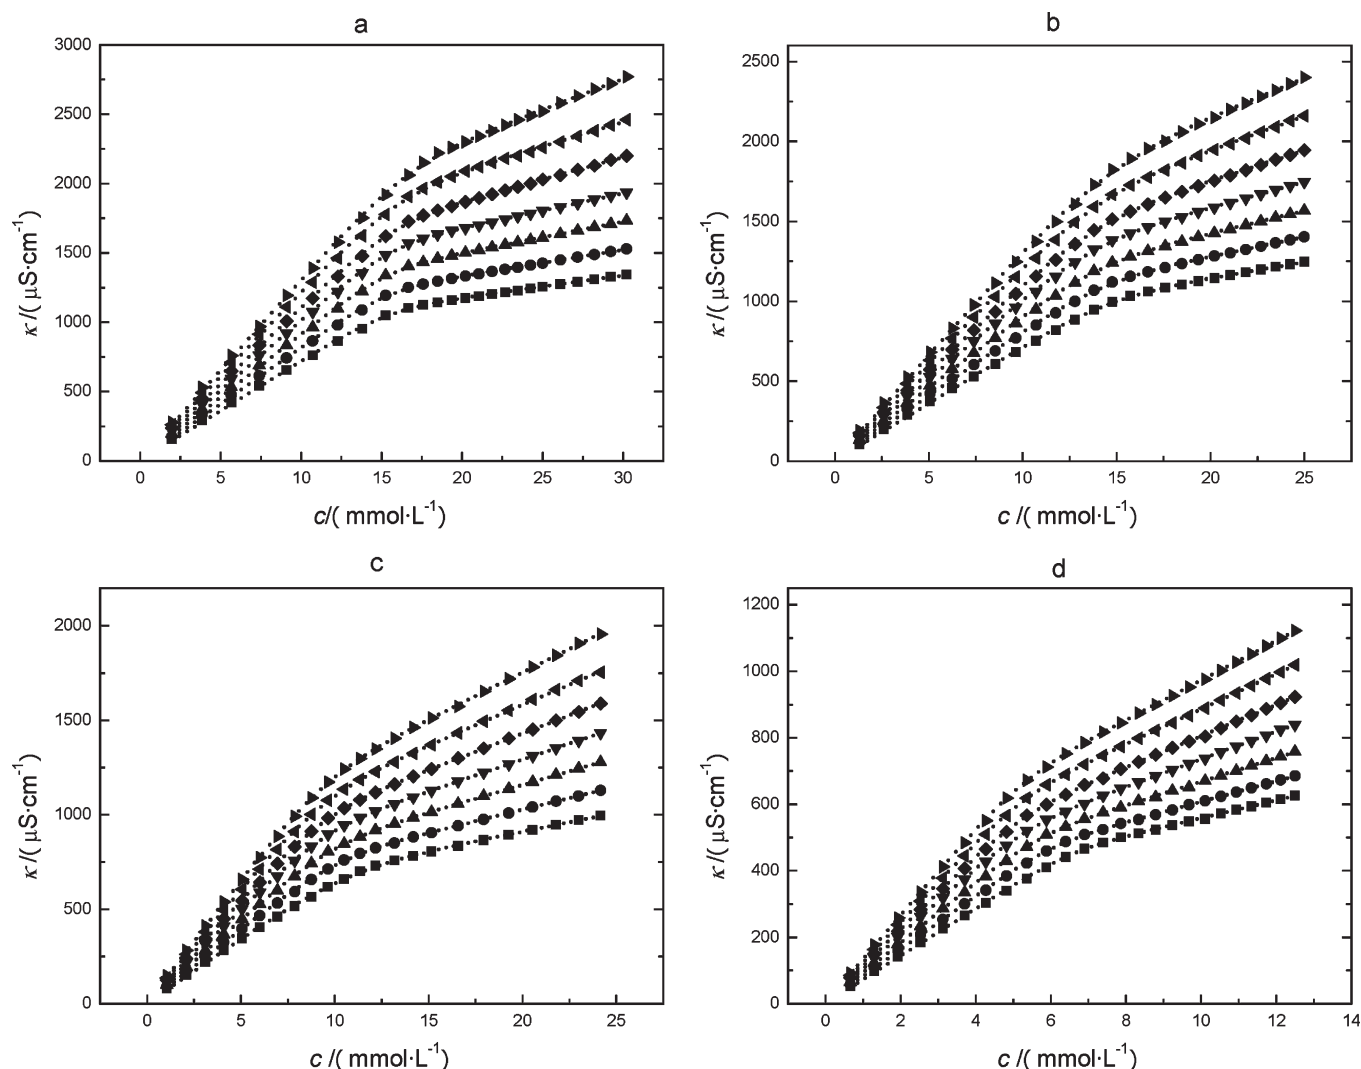 a
3000
2500
2000
1500
1000
500
0
κ /( μS·cm⁻¹)
0 5 10 15 20 25 30
c/( mmol·L⁻¹)
b
2500
2000
1500
1000
500
0
κ /( μS·cm⁻¹)
0 5 10 15 20 25
c /( mmol·L⁻¹)
c
2000
1500
1000
500
0
κ /( μS·cm⁻¹)
0 5 10 15 20 25
c /( mmol·L⁻¹)
d
1200
1000
800
600
400
200
0
κ /( μS·cm⁻¹)
0 2 4 6 8 10 12 14
c /( mmol·L⁻¹)